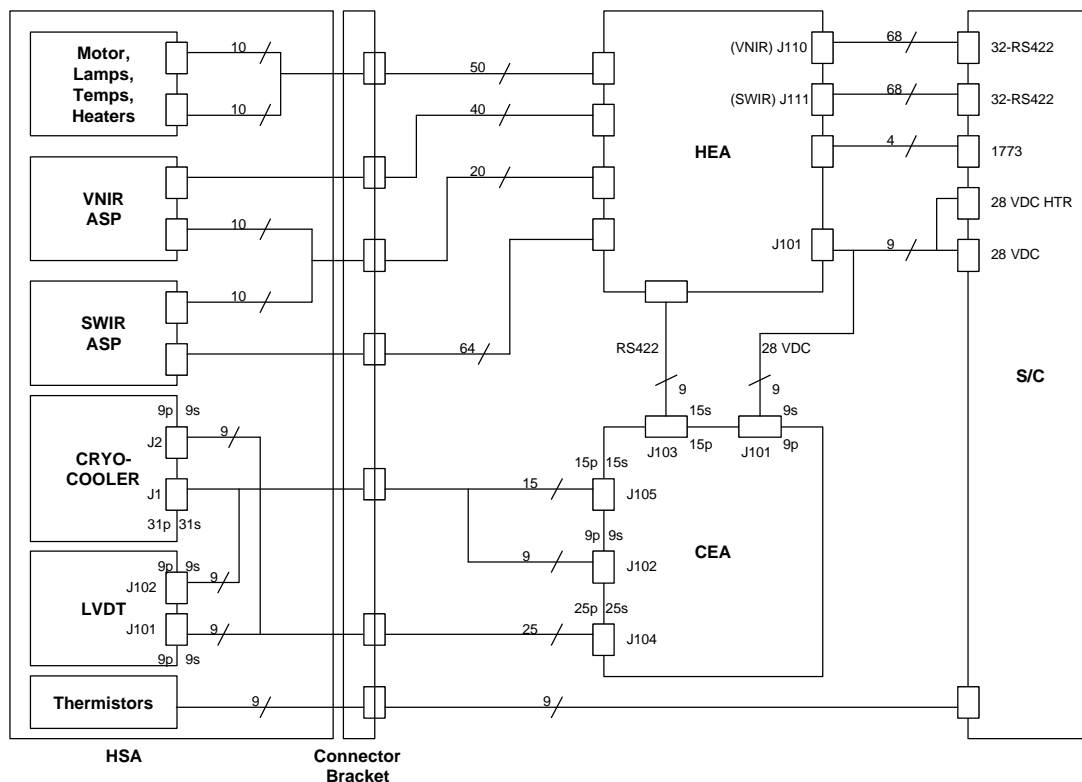 Motor,
Lamps,
Temps,
Heaters
10
10
50
(VNIR) J110
68
32-RS422
(SWIR) J111
68
32-RS422
40
HEA
4
1773
VNIR
ASP
10
20
28 VDC HTR
J101
9
28 VDC
SWIR
ASP
10
64
RS422
28 VDC
9
9
S/C
9p 9s
J2
9
CRYO-
COOLER
J1
31p 31s
15s
15p
J103
9s
9p
J101
15p 15s
15
J105
9p 9s
9
J102
CEA
25p 25s
25
J104
9p 9s
J102
9
LVDT
J101
9
9p 9s
Thermistors
9
9
HSA
Connector
Bracket